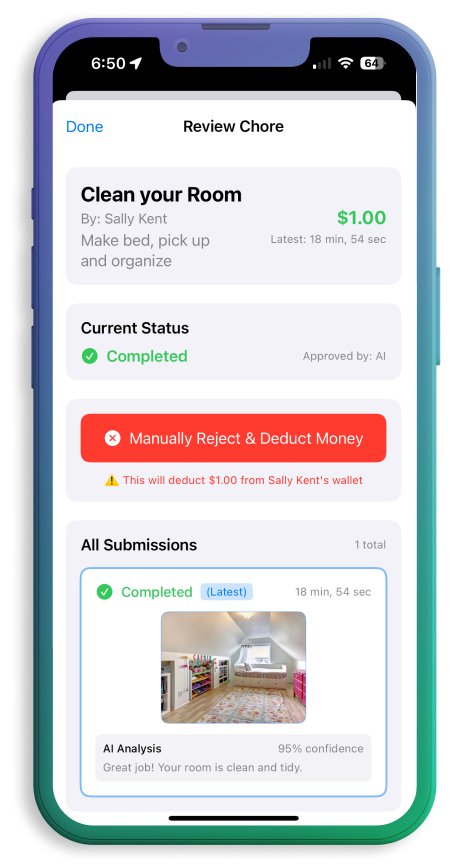 6:50
64
Done
Review Chore
Clean your Room
By: Sally Kent
$1.00
Make bed, pick up
and organize
Latest: 18 min, 54 sec
Current Status
Completed
Approved by: AI
Manually Reject & Deduct Money
⚠️ This will deduct $1.00 from Sally Kent's wallet
All Submissions
1 total
Completed
(Latest)
18 min, 54 sec
AI Analysis
95% confidence
Great job! Your room is clean and tidy.